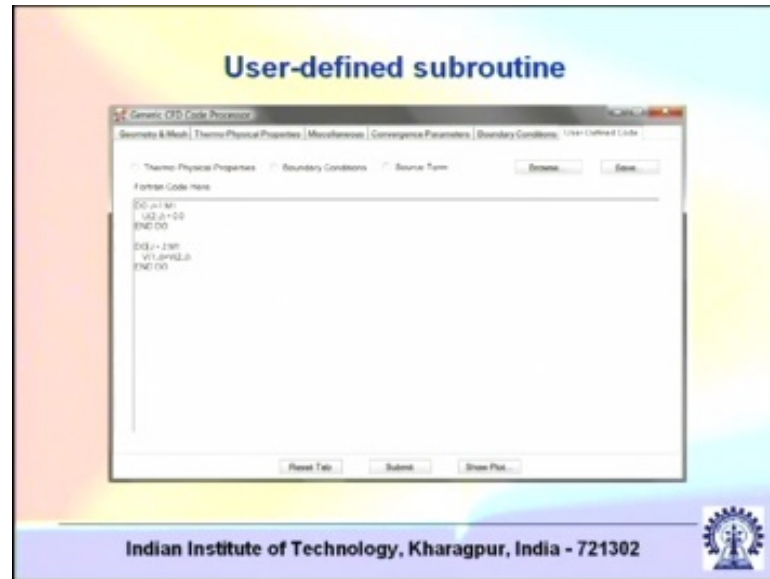 User-defined subroutine
Generic CFD Code Processor
Geometry & Mesh Thermo-Physical Properties Miscellaneous Convergence Parameters Boundary Conditions User Defined Code
Thermo-Physical Properties Boundary Conditions Source Term Browse... Save...
Fortran Code Here
END DO
END DO
Reset Tab Submit Show Plot...
Indian Institute of Technology, Kharagpur, India - 721302